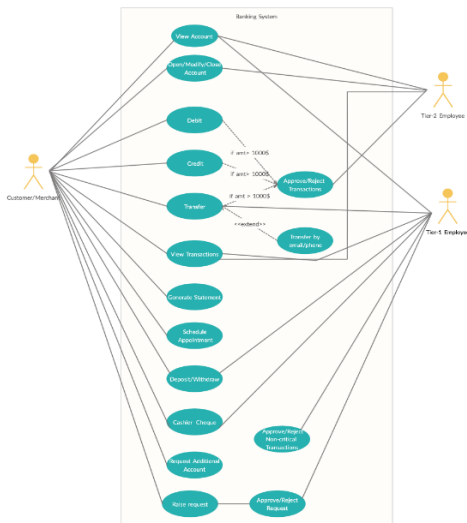 Banking System
View Account
Open/Modify/Close
Account
Tier-2 Employee
Debit
if amt> 1000$
Credit
if amt> 1000$
Approve/Reject
Transactions
Customer/Merchant
Transfer
if amt > 1000$
<<extend>>
Transfer by
email/phone
Tier-1 Employee
View Transactions
Generate Statement
Schedule
Appointment
Deposit/Withdraw
Cashier Cheque
Approve/Reject
Non-critical
Transactions
Request Additional
Account
Raise request
Approve/Reject
Request